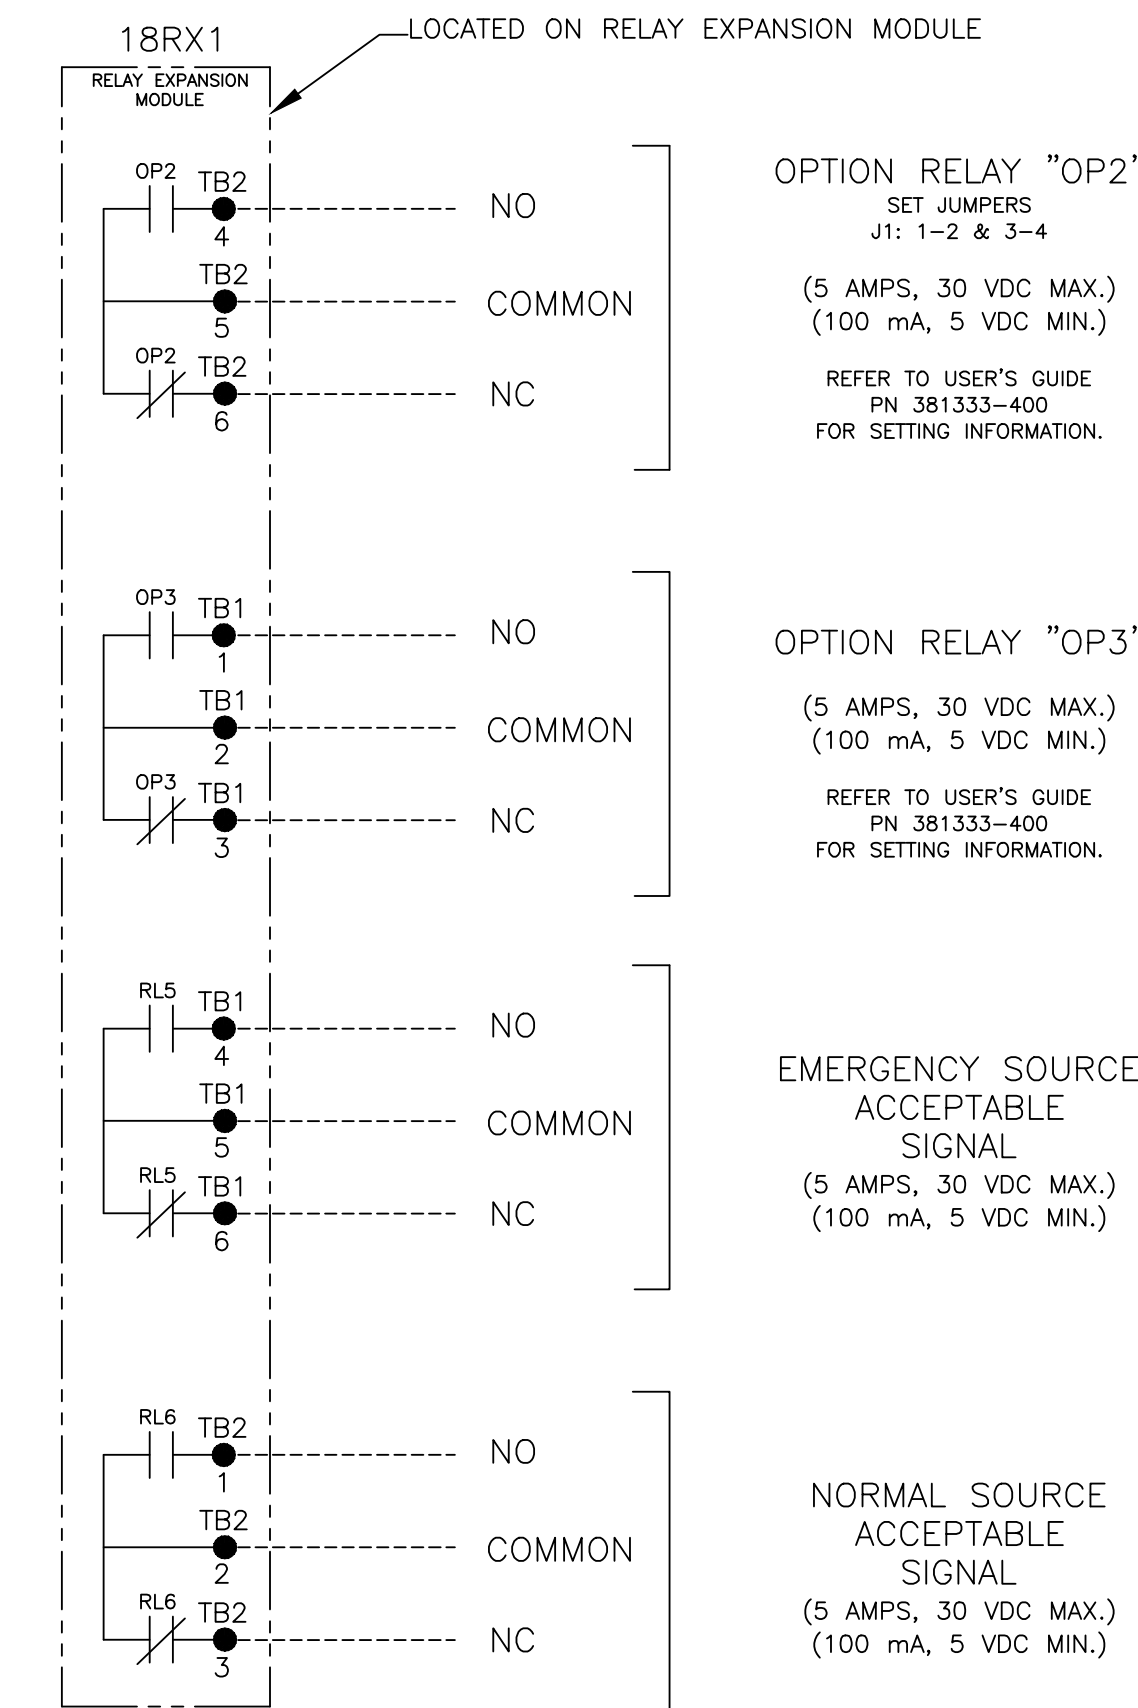 18RX1
LOCATED ON RELAY EXPANSION MODULE
RELAY EXPANSION
MODULE
OP2
TB2
4
NO
TB2
5
COMMON
OP2
TB2
6
NC
OPTION RELAY "OP2"
SET JUMPERS
J1: 1-2 & 3-4
(5 AMPS, 30 VDC MAX.)
(100 mA, 5 VDC MIN.)
REFER TO USER'S GUIDE
PN 381333-400
FOR SETTING INFORMATION.
OP3
TB1
1
NO
TB1
2
COMMON
OP3
TB1
3
NC
OPTION RELAY "OP3"
(5 AMPS, 30 VDC MAX.)
(100 mA, 5 VDC MIN.)
REFER TO USER'S GUIDE
PN 381333-400
FOR SETTING INFORMATION.
RL5
TB1
4
NO
TB1
5
COMMON
RL5
TB1
6
NC
EMERGENCY SOURCE
ACCEPTABLE
SIGNAL
(5 AMPS, 30 VDC MAX.)
(100 mA, 5 VDC MIN.)
RL6
TB2
1
NO
TB2
2
COMMON
RL6
TB2
3
NC
NORMAL SOURCE
ACCEPTABLE
SIGNAL
(5 AMPS, 30 VDC MAX.)
(100 mA, 5 VDC MIN.)